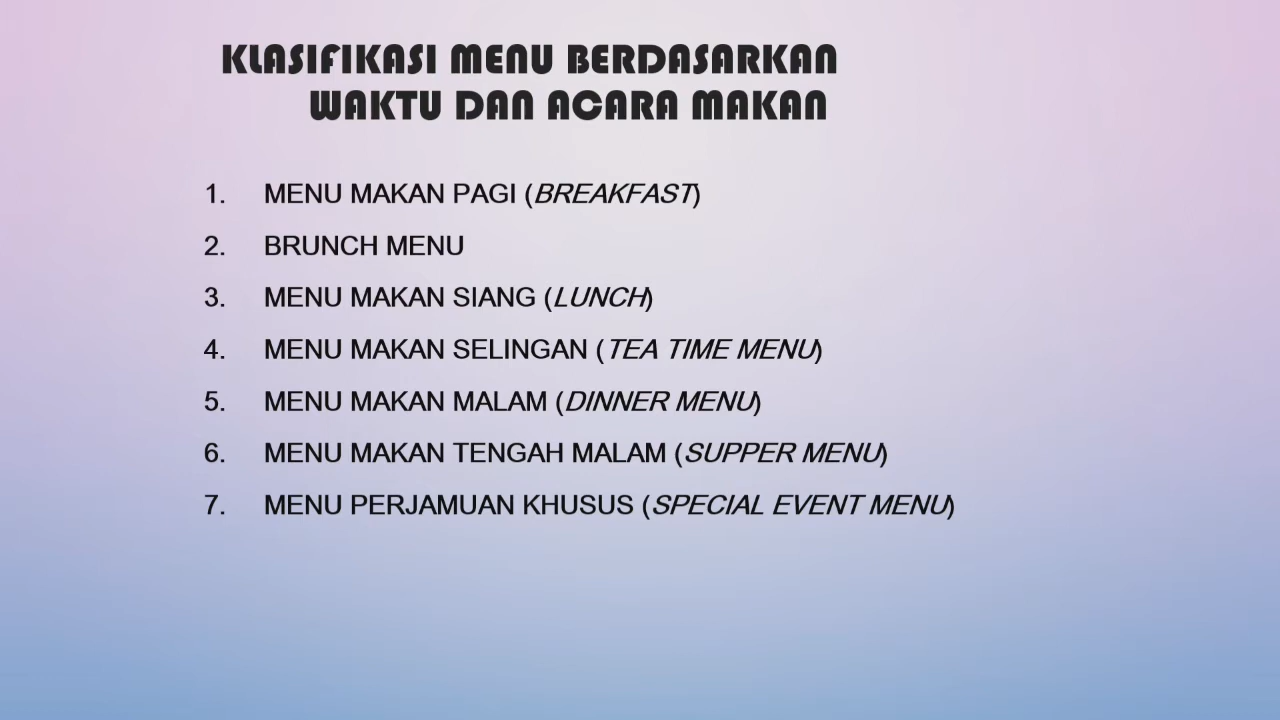 KLASIFIKASI MENU BERDASARKAN
WAKTU DAN ACARA MAKAN
1. MENU MAKAN PAGI (BREAKFAST)
2. BRUNCH MENU
3. MENU MAKAN SIANG (LUNCH)
4. MENU MAKAN SELINGAN (TEA TIME MENU)
5. MENU MAKAN MALAM (DINNER MENU)
6. MENU MAKAN TENGAH MALAM (SUPPER MENU)
7. MENU PERJAMUAN KHUSUS (SPECIAL EVENT MENU)